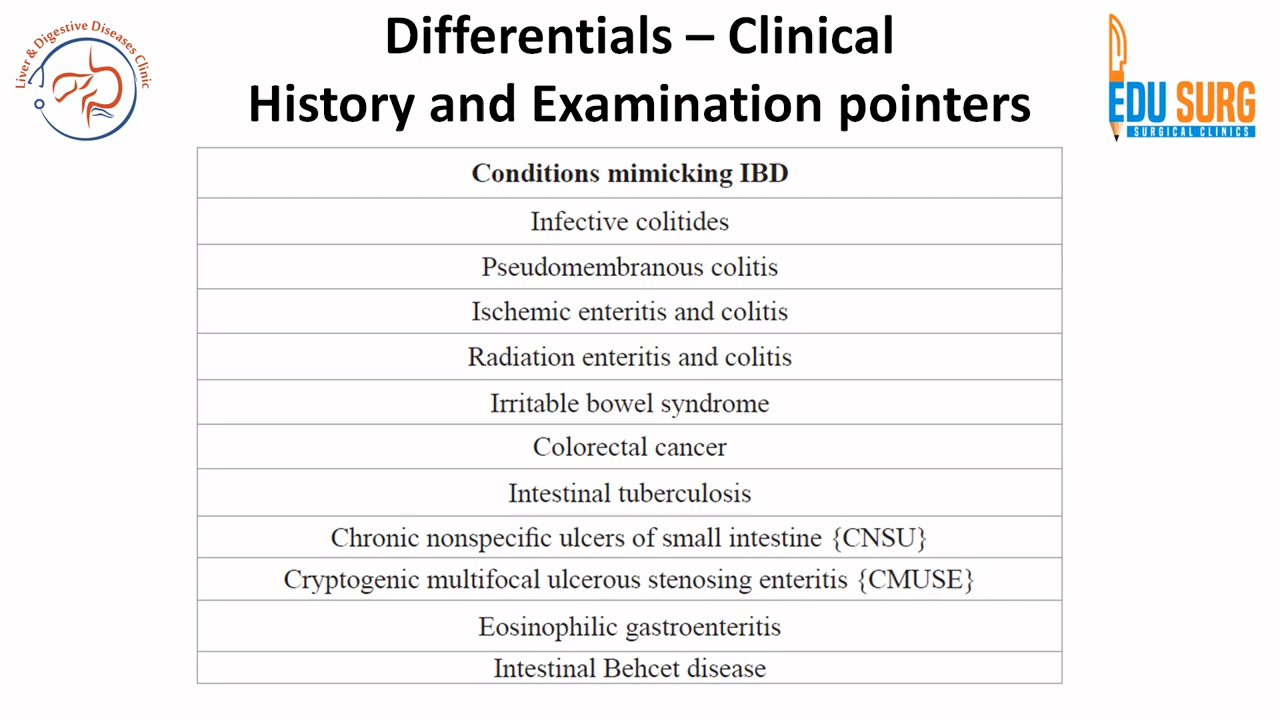 Liver & Digestive Diseases Clinic
Differentials – Clinical
History and Examination pointers
EDU SURG
SURGICAL CLINICS
Conditions mimicking IBD
Infective colitides
Pseudomembranous colitis
Ischemic enteritis and colitis
Radiation enteritis and colitis
Irritable bowel syndrome
Colorectal cancer
Intestinal tuberculosis
Chronic nonspecific ulcers of small intestine {CNSU}
Cryptogenic multifocal ulcerous stenosing enteritis {CMUSE}
Eosinophilic gastroenteritis
Intestinal Behcet disease